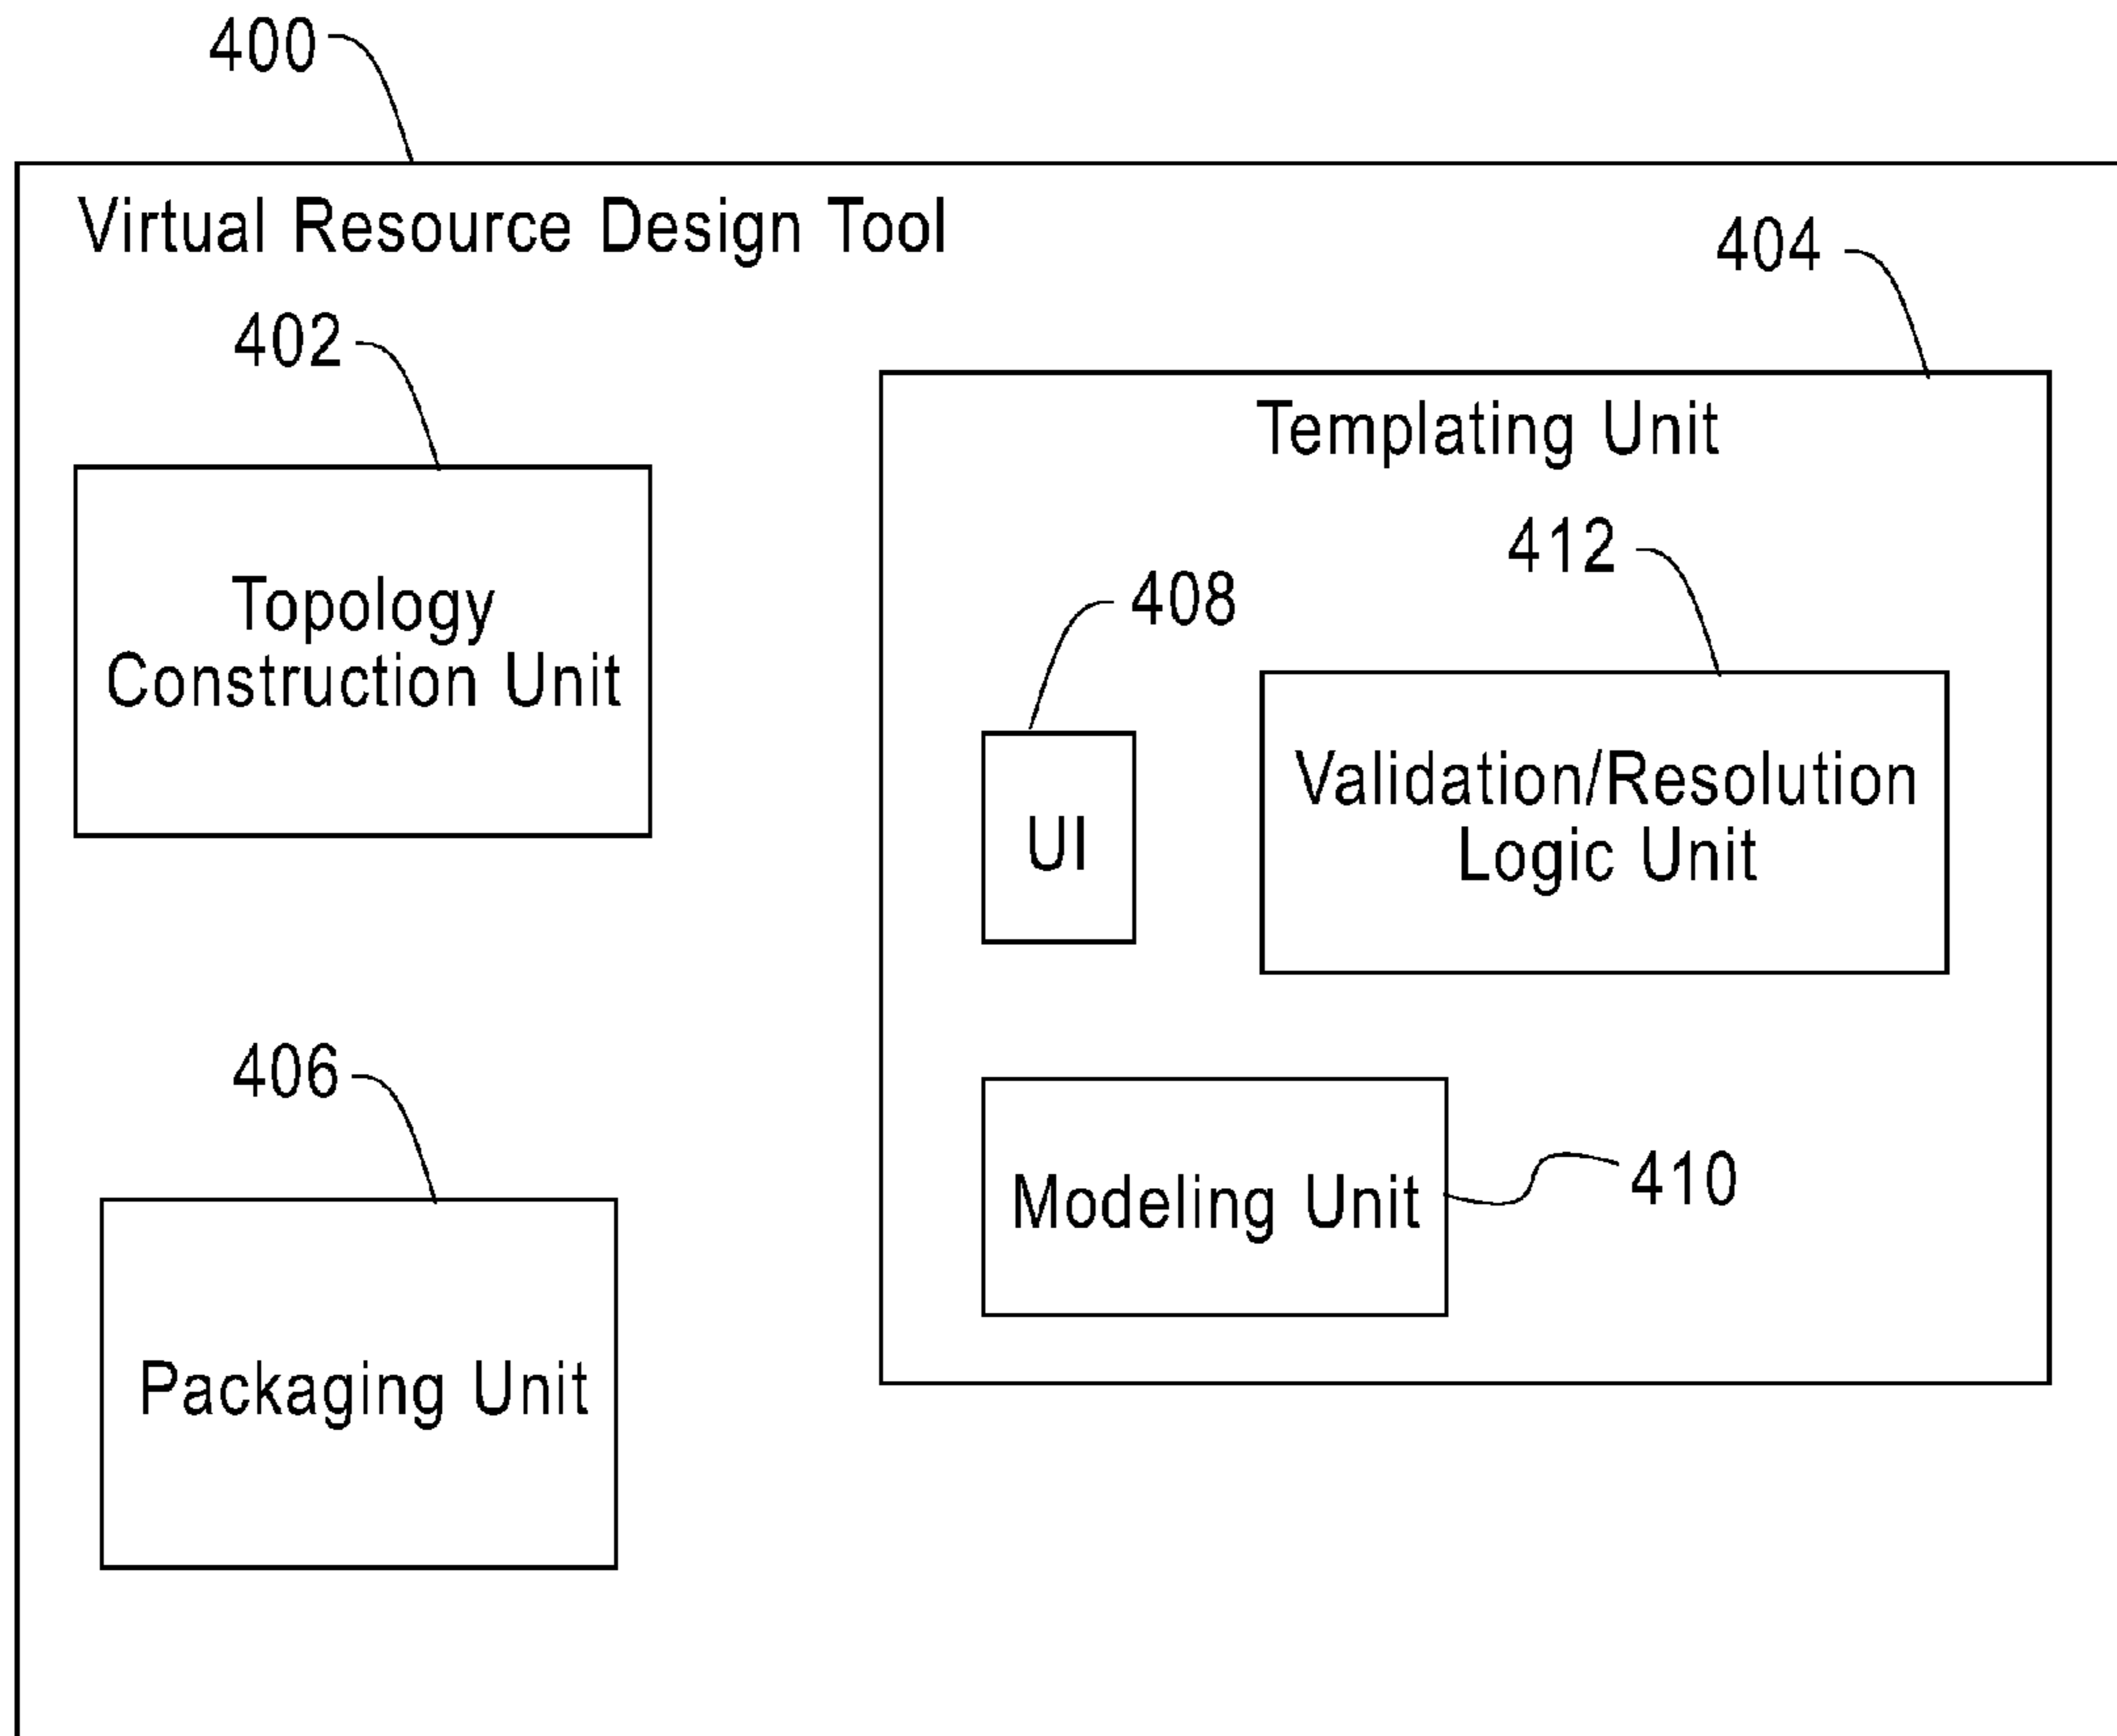 400
Virtual Resource Design Tool
404
402
Templating Unit
412
408
Topology
Construction Unit
Validation/Resolution
Logic Unit
UI
406
Modeling Unit
410
Packaging Unit